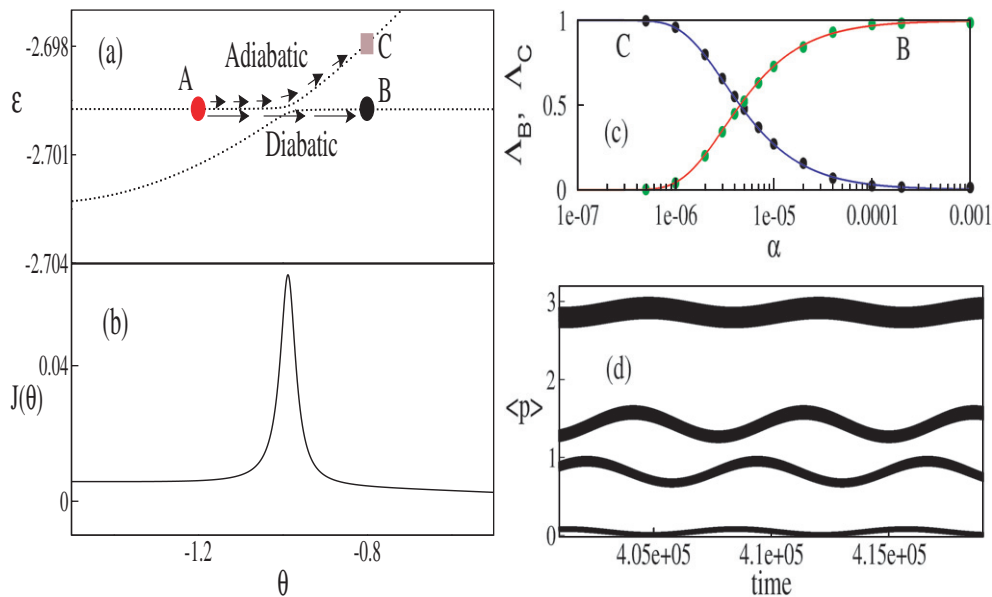 (a)
ε
-2.698
-2.701
-2.704
A
Adiabatic
C
B
Diabatic
(b)
J(θ)
0.04
0
-1.2
-0.8
θ
Λ_B, Λ_C
1
0.5
0
C
B
(c)
1e-07
1e-06
1e-05
0.0001
0.001
α
<p>
3
2
1
0
(d)
4.05e+05
4.1e+05
4.15e+05
time